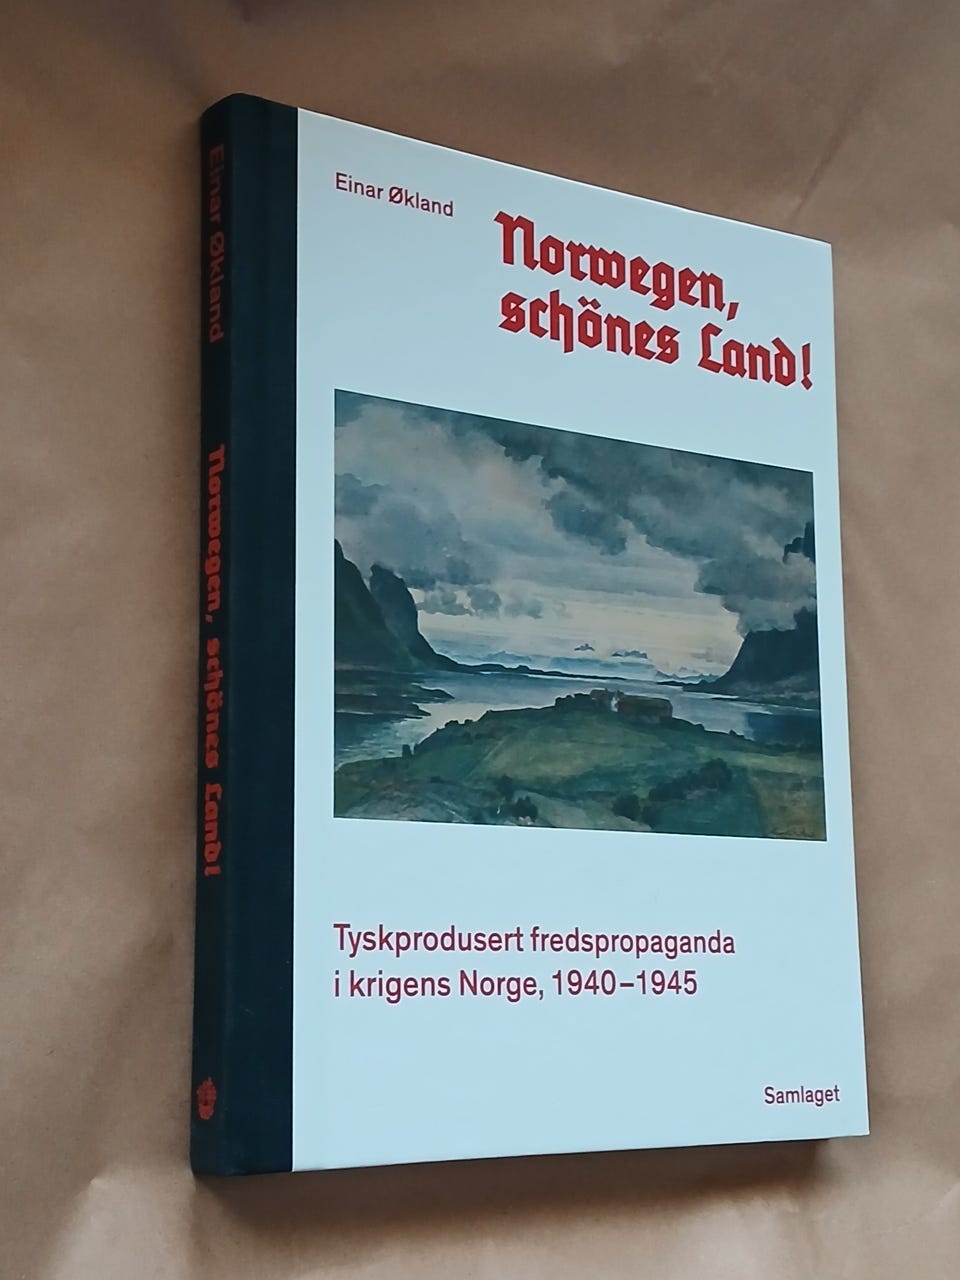 Einar Økland
Norwegen,
schönes Land!
Tyskprodusert fredspropaganda
i krigens Norge, 1940–1945
Samlaget
Einar Økland
Norwegen, schönes Land!